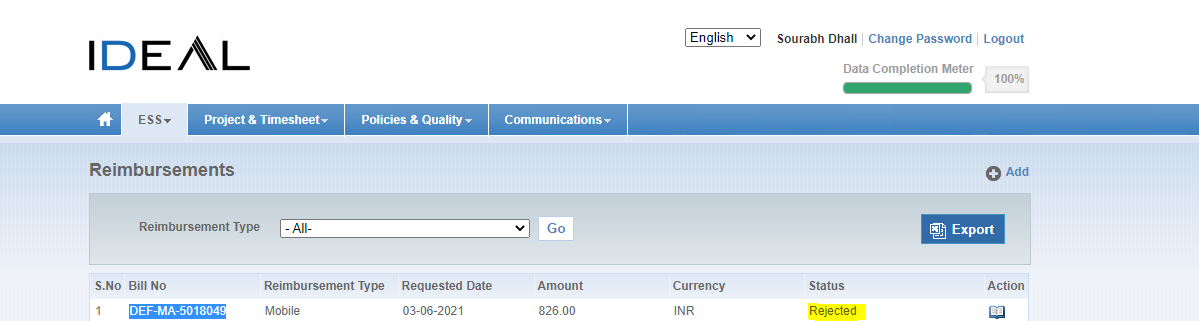 IDEAL
English Sourabh Dhall Change Password Logout
Data Completion Meter 100%
ESS Project & Timesheet Policies & Quality Communications
Reimbursements Add
Reimbursement Type - All- Go Export
S.No Bill No Reimbursement Type Requested Date Amount Currency Status Action
1 DEF-MA-5018049 Mobile 03-06-2021 826.00 INR Rejected